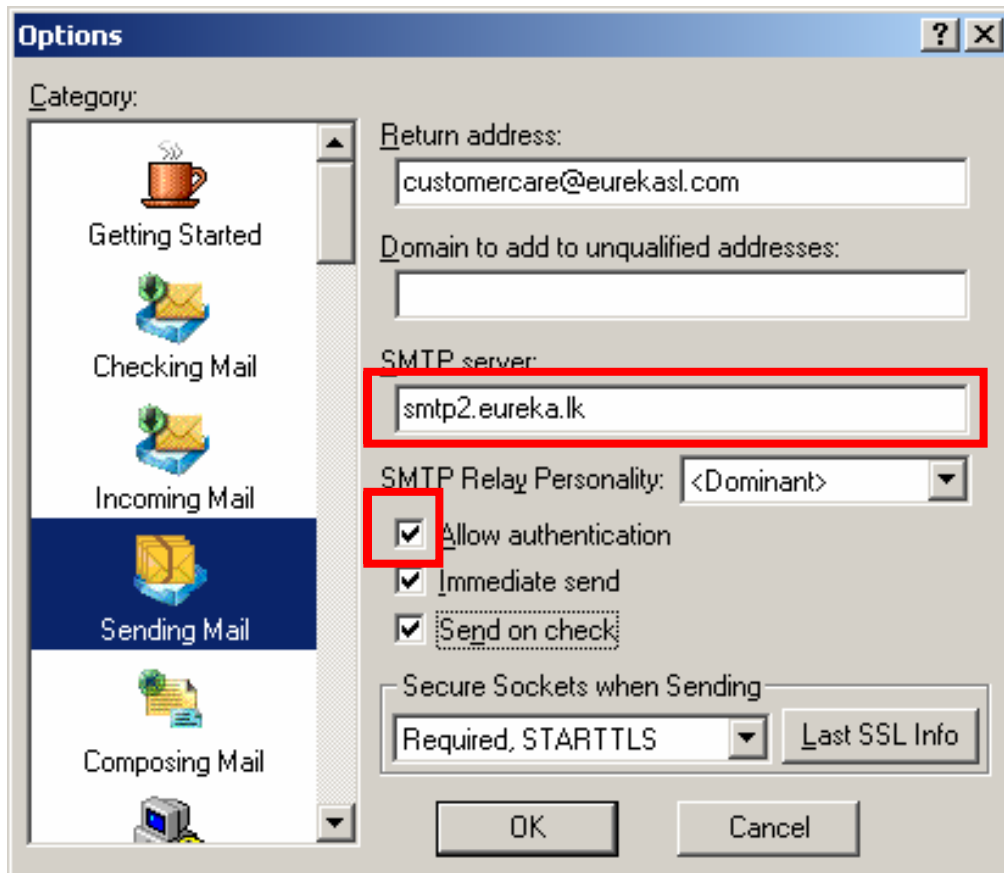 Options
Category:
Getting Started
Checking Mail
Incoming Mail
Sending Mail
Composing Mail
Return address:
customercare@eurekasl.com
Domain to add to unqualified addresses:
SMTP server:
smtp2.eureka.lk
SMTP Relay Personality: <Dominant>
Allow authentication
Immediate send
Send on check
Secure Sockets when Sending
Required, STARTTLS
Last SSL Info
OK
Cancel